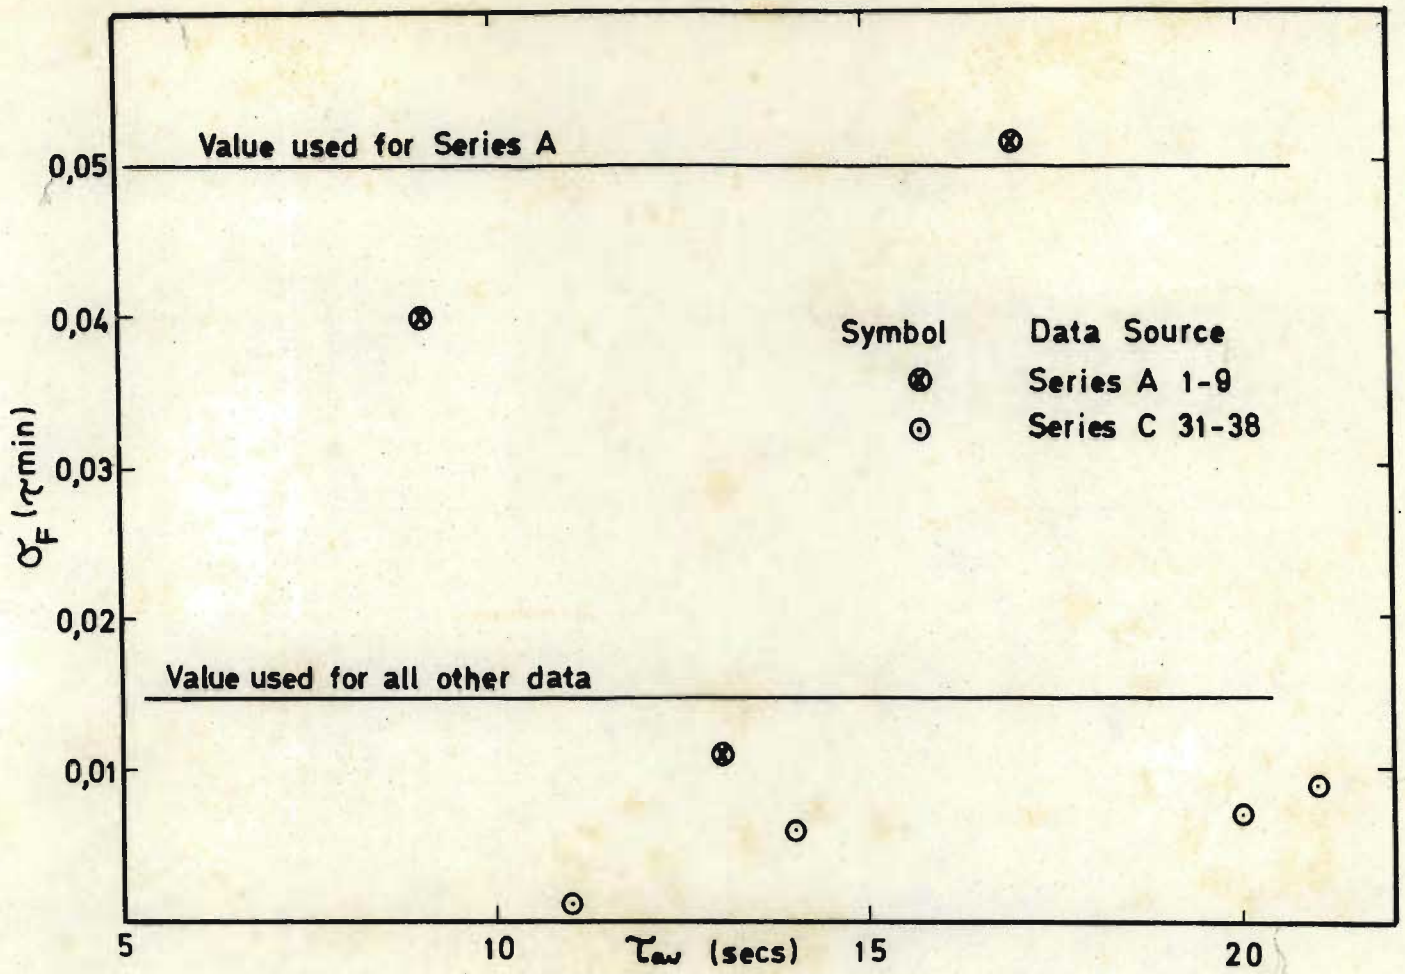 Value used for Series A
0,05
0,04
Symbol Data Source
Series A 1-9
Series C 31-38
σF (τmin)
0,03
0,02
Value used for all other data
0,01
5 10 τav (secs) 15 20